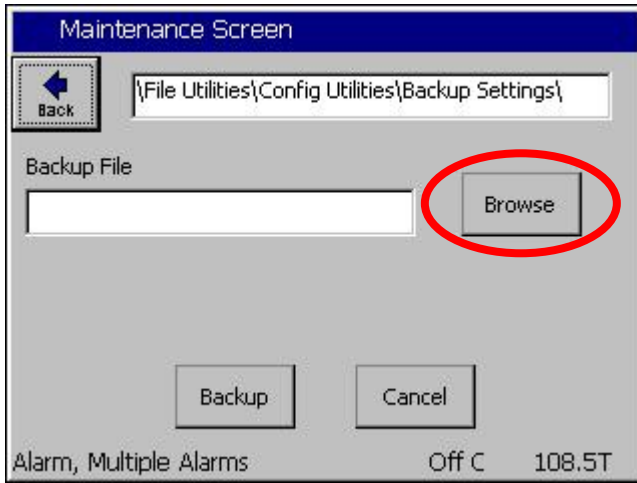 Maintenance Screen
Back
\File Utilities\Config Utilities\Backup Settings\
Backup File
Browse
Backup Cancel
Alarm, Multiple Alarms Off C 108.5T